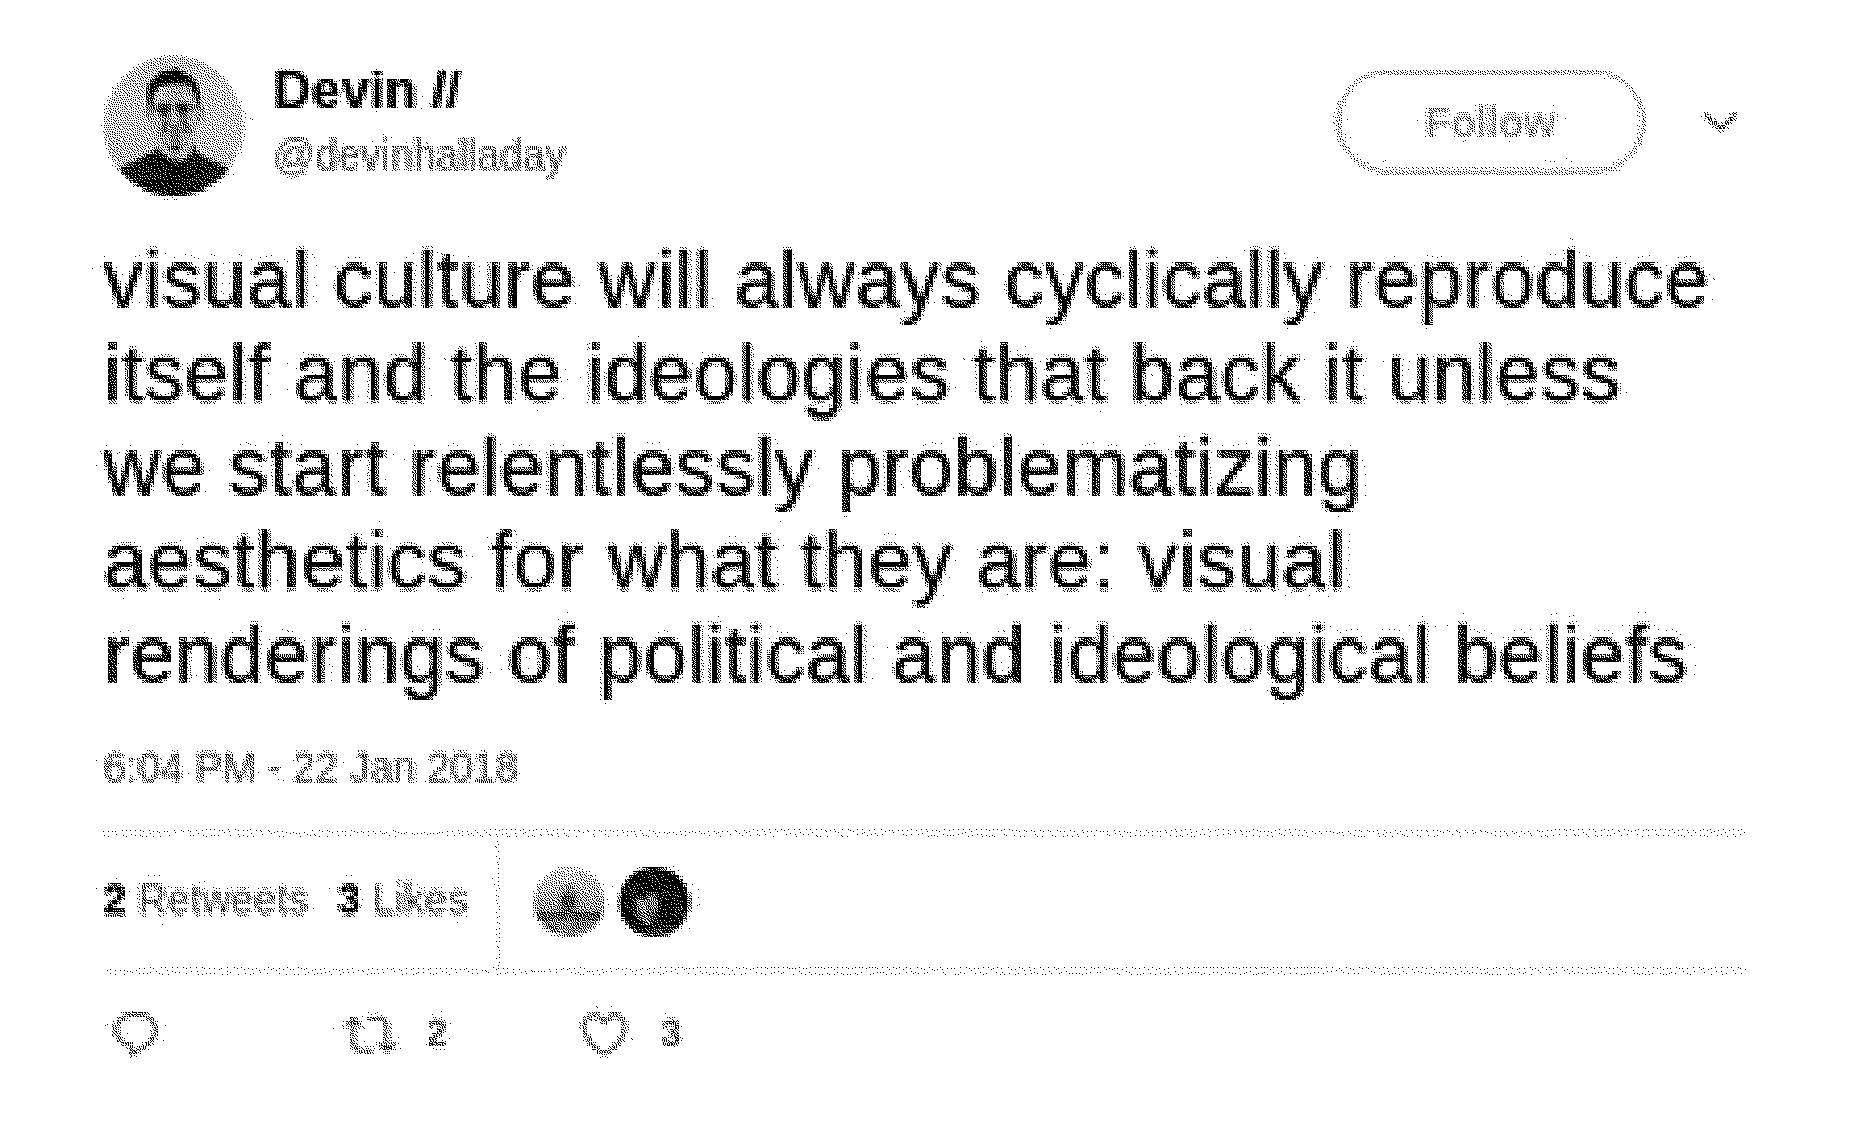 Devin //
@devinhalladay
Follow
visual culture will always cyclically reproduce
itself and the ideologies that back it unless
we start relentlessly problematizing
aesthetics for what they are: visual
renderings of political and ideological beliefs
6:04 PM - 22 Jan 2018
2 Retweets 3 Likes
2 3